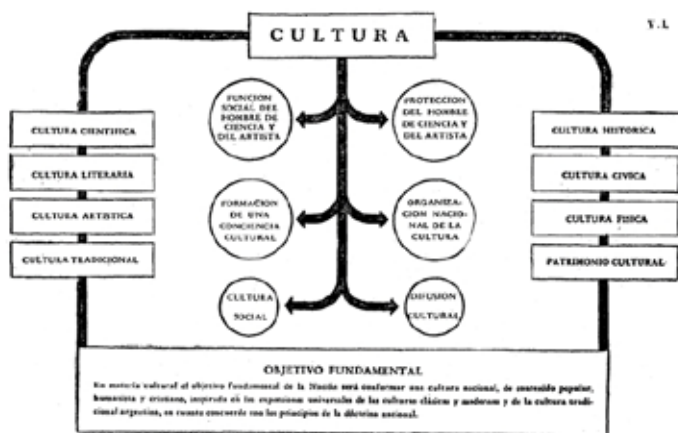 CULTURA
V.I.
FUNCION
SOCIAL DEL
HOMBRE DE
CIENCIA Y
DEL ARTISTA
PROTECCION
DEL HOMBRE
DE CIENCIA Y
DEL ARTISTA
CULTURA CIENTIFICA
CULTURA LITERARIA
CULTURA ARTISTICA
CULTURA TRADICIONAL
FORMACION
DE UNA
CONCIENCIA
CULTURAL
ORGANIZA-
CION NACIO-
NAL DE LA
CULTURA
CULTURA
SOCIAL
DIFUSION
CULTURAL
CULTURA HISTORICA
CULTURA CIVICA
CULTURA FISICA
PATRIMONIO CULTURAL
OBJETIVO FUNDAMENTAL
En materia cultural el objetivo fundamental de la Nación será conformar una cultura nacional, de contenido popular,
humanista y cristiano, inspirada en las expresiones universales de las culturas clásicas y modernas y de la cultura tradi-
cional argentina, en cuanto concuerde con los principios de la doctrina nacional.